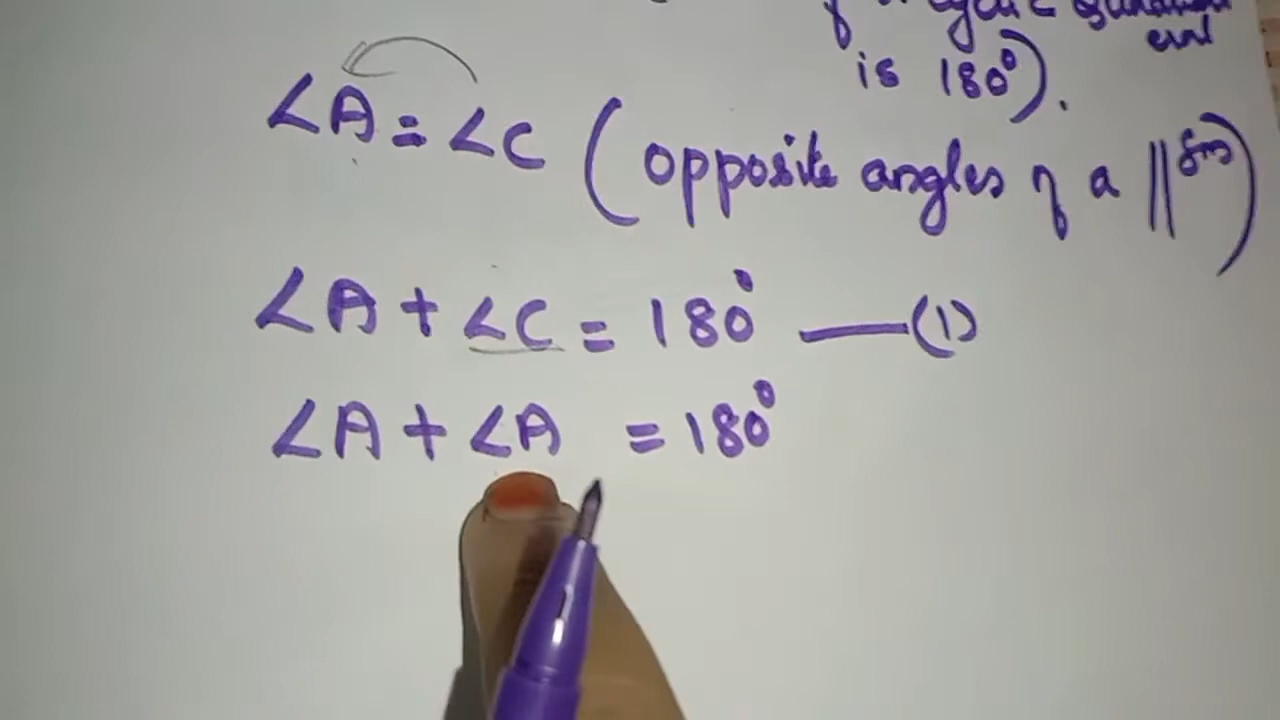 is 180°).
∠A = ∠C (opposite angles of a ||gm)
∠A + ∠C = 180° —(1)
∠A + ∠A = 180°